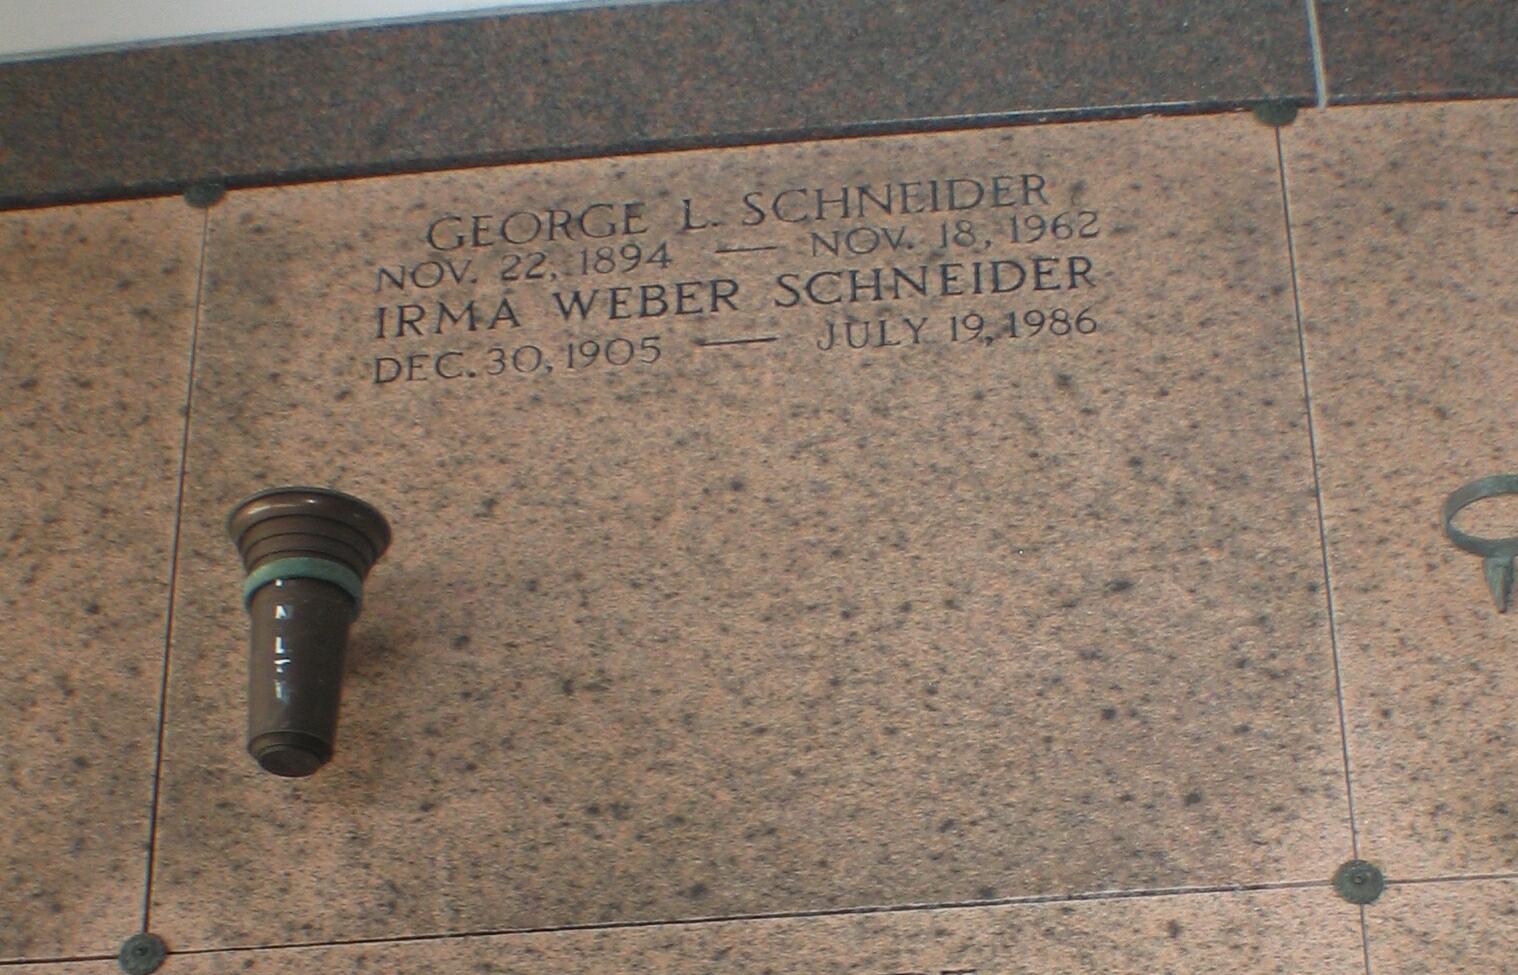 GEORGE L. SCHNEIDER
NOV. 22, 1894 — NOV. 18, 1962
IRMA WEBER SCHNEIDER
DEC. 30, 1905 — JULY 19, 1986